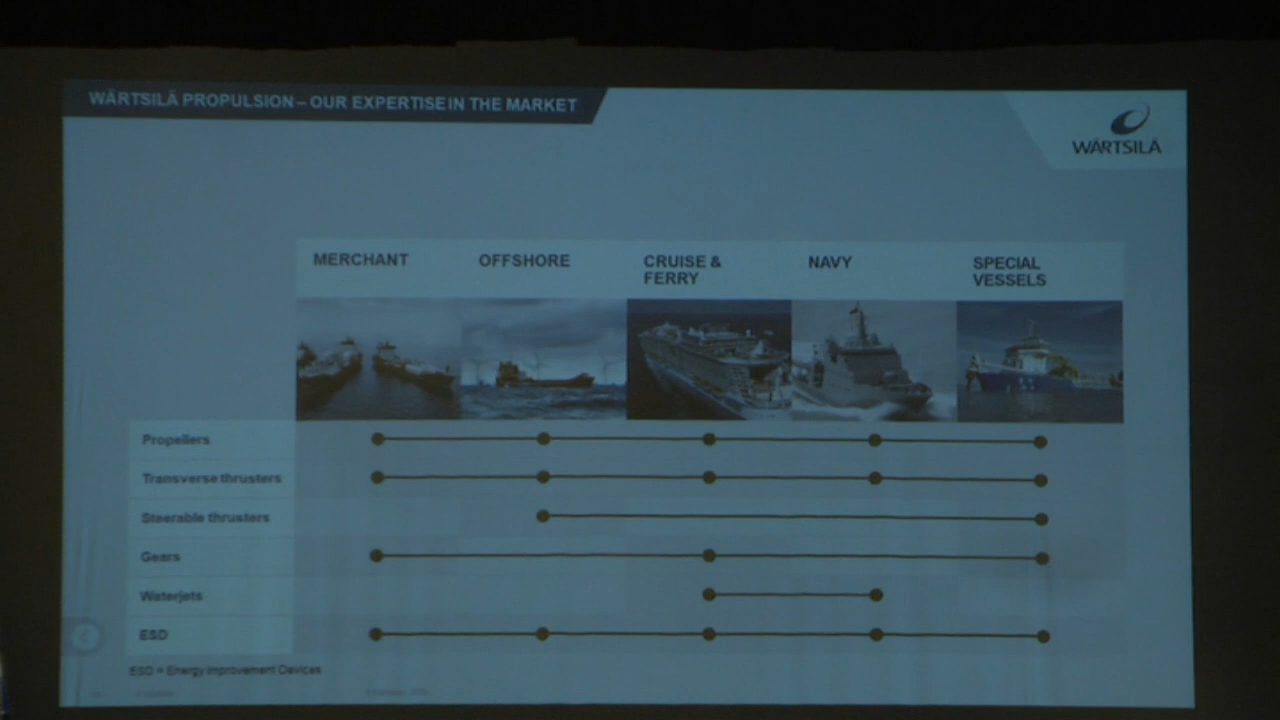 WÄRTSILÄ PROPULSION – OUR EXPERTISE IN THE MARKET
WÄRTSILÄ
MERCHANT
OFFSHORE
CRUISE &
FERRY
NAVY
SPECIAL
VESSELS
Propellers
Transverse thrusters
Steerable thrusters
Gears
Waterjets
ESD
ESD = Energy Improvement Devices